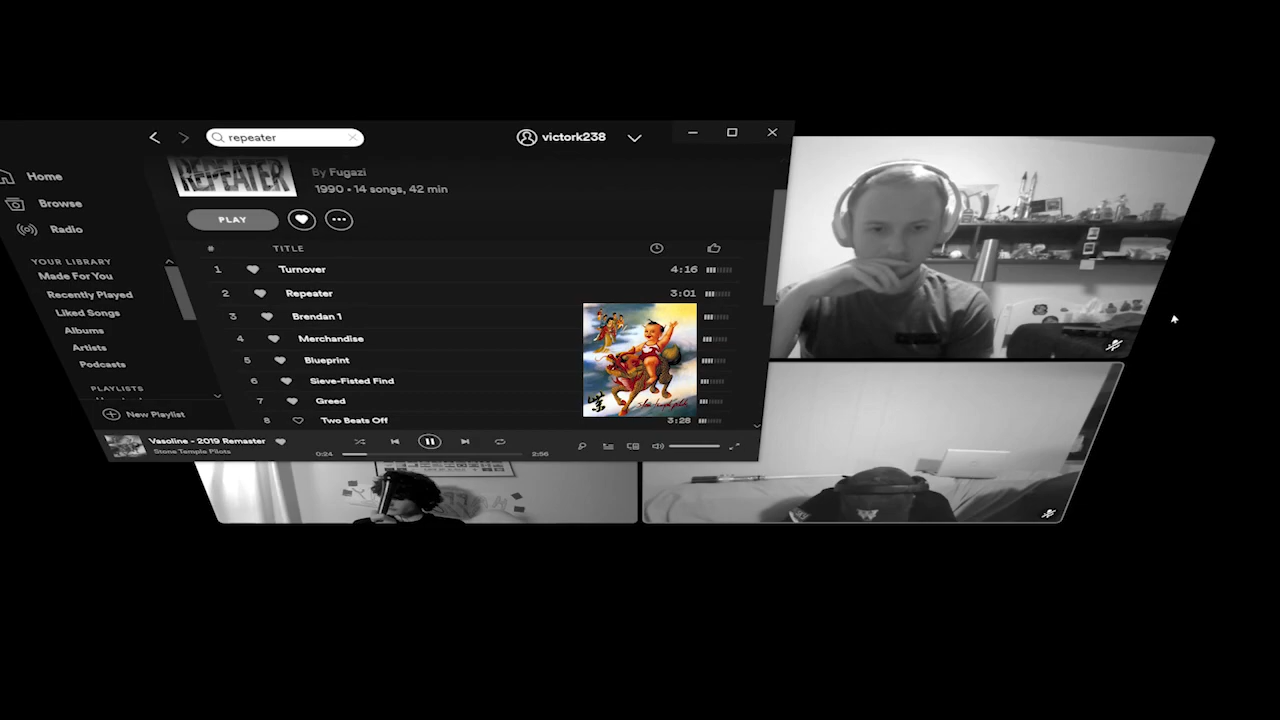 repeater
victork238
Home
Browse
Radio
YOUR LIBRARY
Made For You
Recently Played
Liked Songs
Albums
Artists
Podcasts
PLAYLISTS
New Playlist
REPEATER
By Fugazi
1990 • 14 songs, 42 min
PLAY
# TITLE
1 Turnover 4:16
2 Repeater 3:01
3 Brendan 1
4 Merchandise
5 Blueprint
6 Sieve-Fisted Find
7 Greed
8 Two Beats Off 3:28
Vasoline - 2019 Remaster
Stone Temple Pilots
0:24
2:56